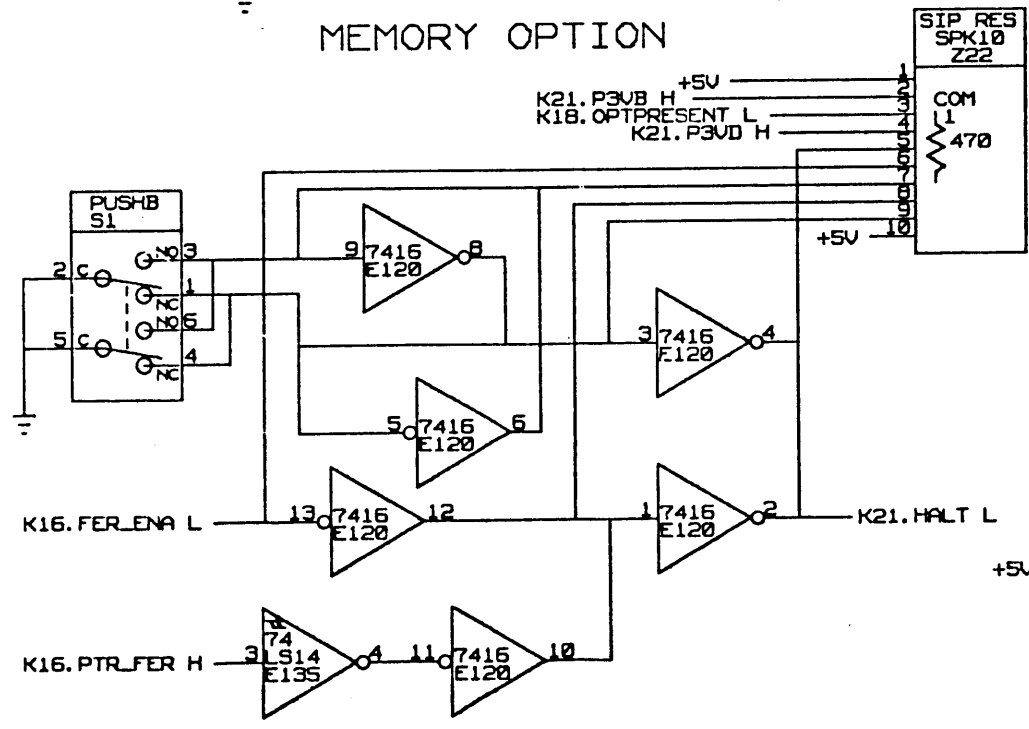 MEMORY OPTION
SIP RES
SPK10
Z22
+5V 1
2
K21.P3VB H 3
K18.OPTPRESENT L 4
K21.P3VD H 5
6
7
8
9
+5V 10
COM
1
470
PUSHB
S1
NO 3
2 C
1
NC
NO 6
5 C
4
NC
9 7416 8
E120
3 7416 4
E120
5 7416 6
E120
K16.FER_ENA L 13 7416 12
E120
1 7416 2 K21.HALT L
E120
+5V
K16.PTR_FER H 3 74 4
LS14
E135
11 7416 10
E120